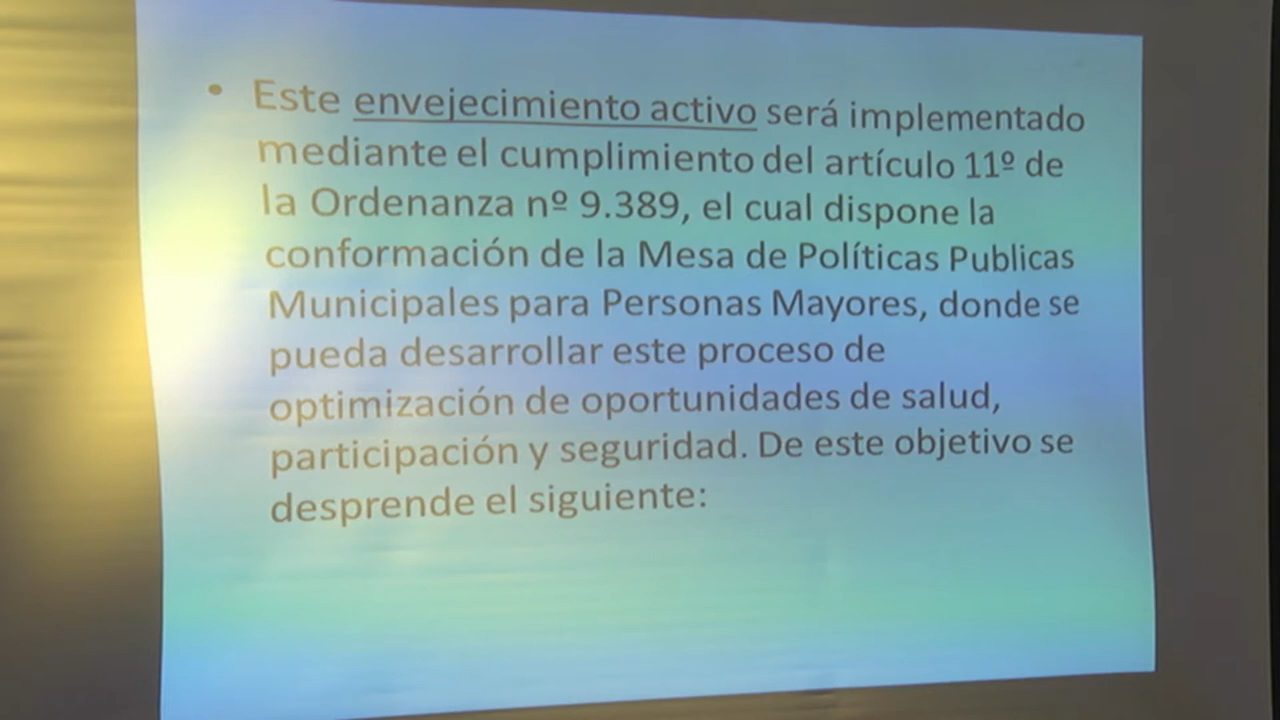 • Este envejecimiento activo será implementado
mediante el cumplimiento del artículo 11º de
la Ordenanza nº 9.389, el cual dispone la
conformación de la Mesa de Políticas Publicas
Municipales para Personas Mayores, donde se
pueda desarrollar este proceso de
optimización de oportunidades de salud,
participación y seguridad. De este objetivo se
desprende el siguiente: